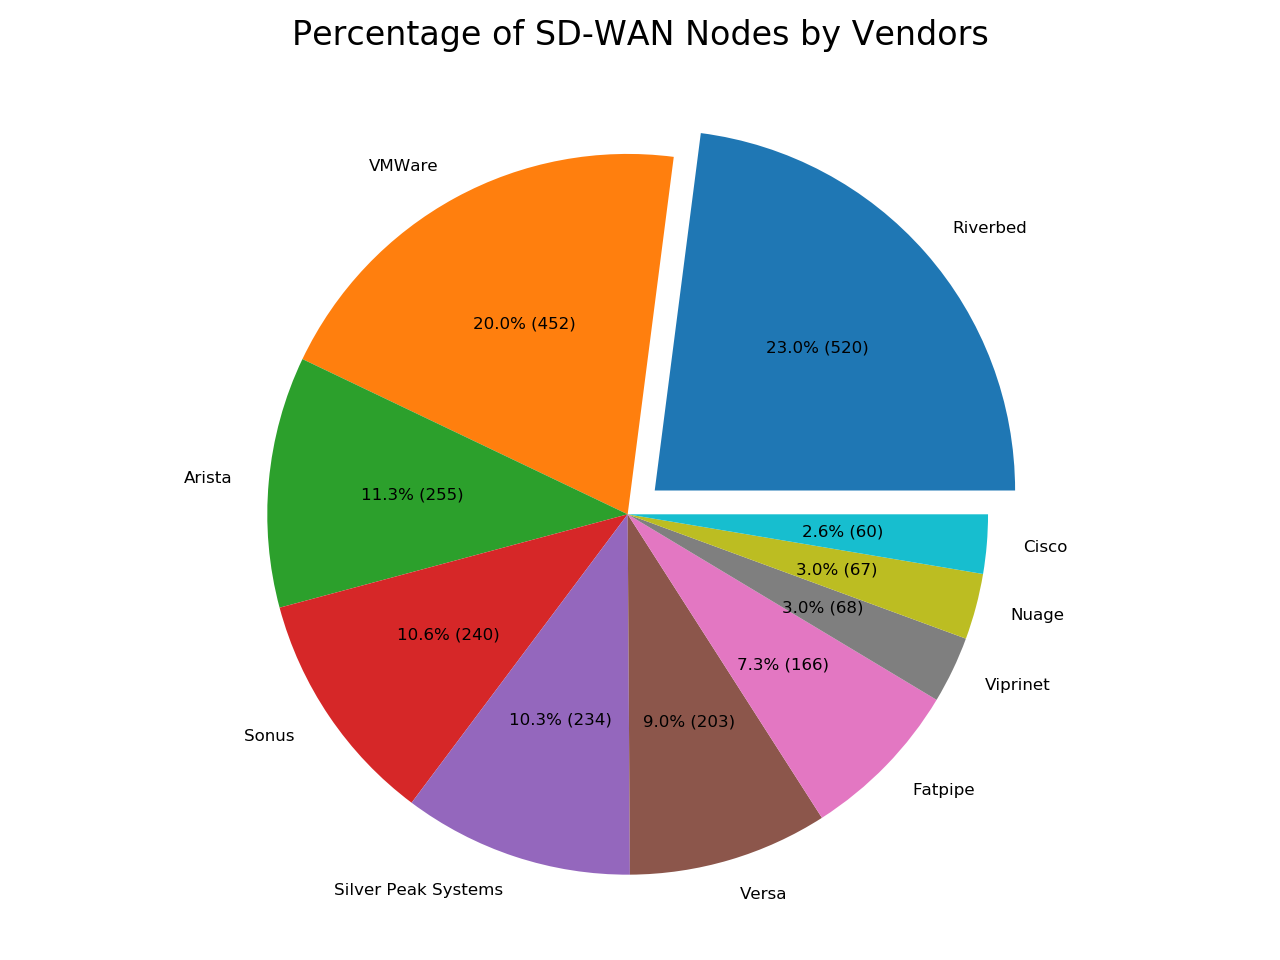 Percentage of SD-WAN Nodes by Vendors
VMWare
Riverbed
20.0% (452)
23.0% (520)
Arista
11.3% (255)
2.6% (60)
Cisco
3.0% (67)
Nuage
3.0% (68)
Viprinet
10.6% (240)
7.3% (166)
Sonus
10.3% (234)
9.0% (203)
Fatpipe
Silver Peak Systems
Versa